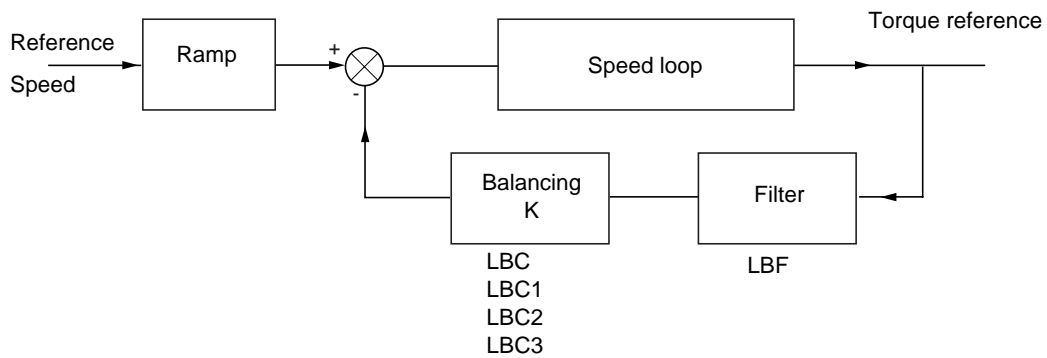 Torque reference
Reference
Speed
Ramp
+
-
Speed loop
Balancing
K
Filter
LBC
LBC1
LBC2
LBC3
LBF